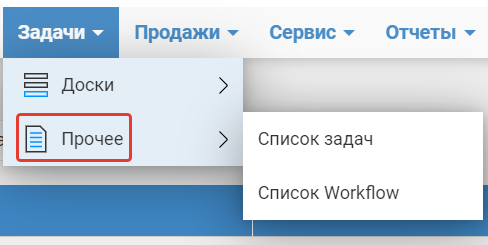 Задачи Продажи Сервис Отчеты
Доски
Прочее
Список задач
Список Workflow